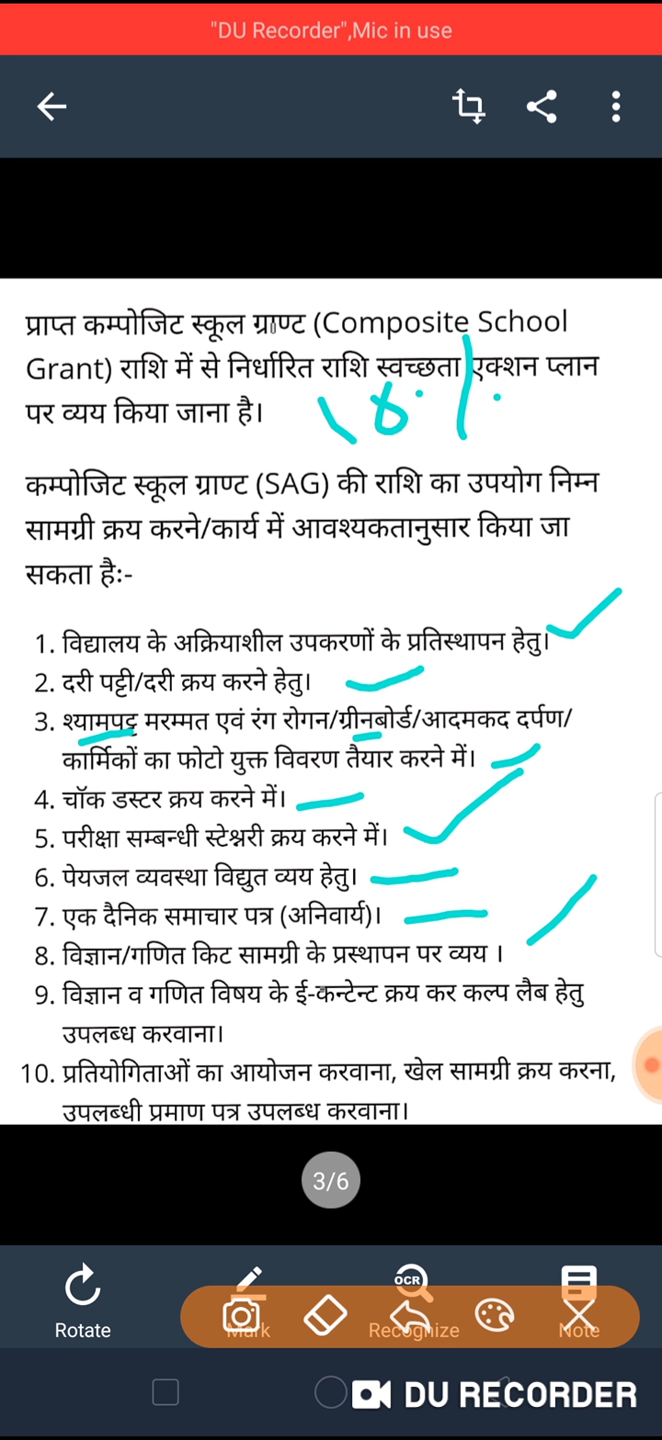 "DU Recorder",Mic in use
प्राप्त कम्पोजिट स्कूल ग्राण्ट (Composite School
Grant) राशि में से निर्धारित राशि स्वच्छता एक्शन प्लान
पर व्यय किया जाना है।
कम्पोजिट स्कूल ग्राण्ट (SAG) की राशि का उपयोग निम्न
सामग्री क्रय करने/कार्य में आवश्यकतानुसार किया जा
सकता है:-
1. विद्यालय के अक्रियाशील उपकरणों के प्रतिस्थापन हेतु।
2. दरी पट्टी/दरी क्रय करने हेतु।
3. श्यामपट्ट मरम्मत एवं रंग रोगन/ग्रीनबोर्ड/आदमकद दर्पण/
कार्मिकों का फोटो युक्त विवरण तैयार करने में।
4. चॉक डस्टर क्रय करने में।
5. परीक्षा सम्बन्धी स्टेश्नरी क्रय करने में।
6. पेयजल व्यवस्था विद्युत व्यय हेतु।
7. एक दैनिक समाचार पत्र (अनिवार्य)।
8. विज्ञान/गणित किट सामग्री के प्रस्थापन पर व्यय ।
9. विज्ञान व गणित विषय के ई-कन्टेन्ट क्रय कर कल्प लैब हेतु
उपलब्ध करवाना।
10. प्रतियोगिताओं का आयोजन करवाना, खेल सामग्री क्रय करना,
उपलब्धी प्रमाण पत्र उपलब्ध करवाना।
3/6
OCR
Rotate Mark Recognize Note
DU RECORDER